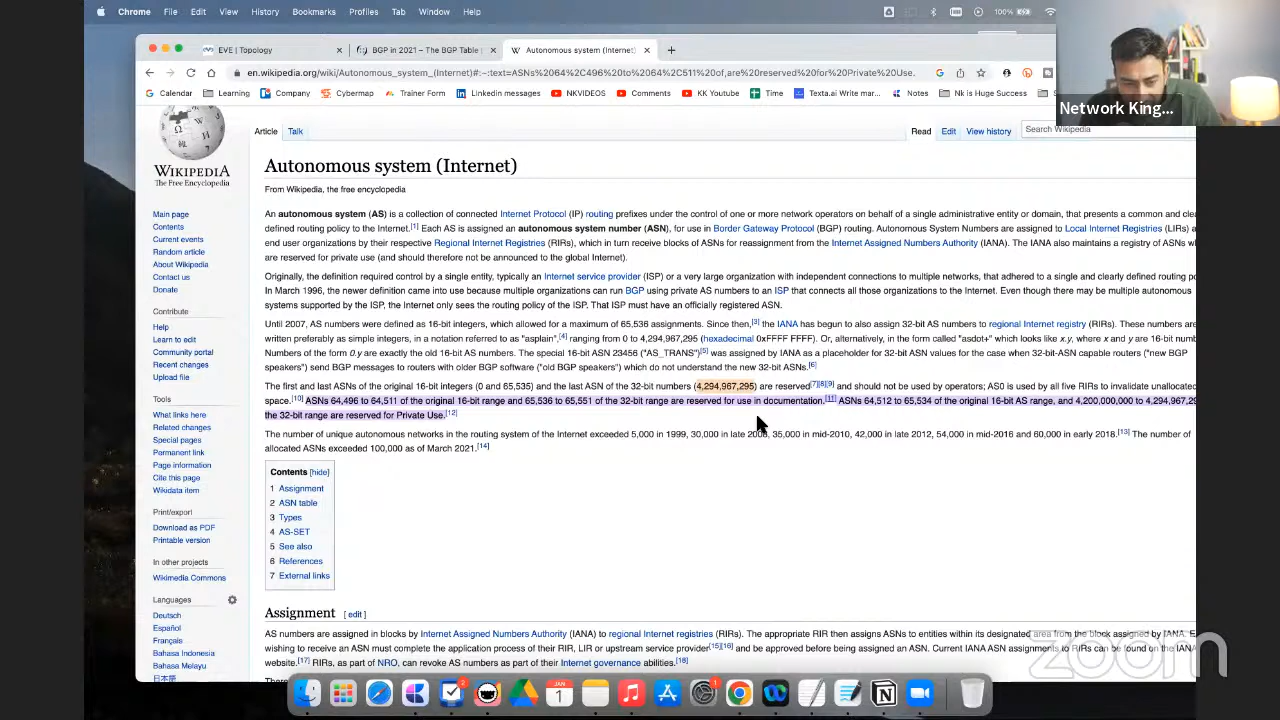 Chrome File Edit View History Bookmarks Profiles Tab Window Help 100%
EVE | Topology
BGP in 2021 – The BGP Table |
Autonomous system (Internet)
en.wikipedia.org/wiki/Autonomous_system_(Internet)#:~:text=ASNs%2064%2C496%20to%2064%2C511%20of,are%20reserved%20for%20Private%20Use.
Calendar Learning Company Cybermap Trainer Form Linkedin messages NKVIDEOS Comments KK Youtube Time Texta.ai Write mar... Notes Nk is Huge Success
Network King...
WIKIPEDIA
The Free Encyclopedia
Main page
Contents
Current events
Random article
About Wikipedia
Contact us
Donate
Contribute
Help
Learn to edit
Community portal
Recent changes
Upload file
Tools
What links here
Related changes
Special pages
Permanent link
Page information
Cite this page
Wikidata item
Print/export
Download as PDF
Printable version
In other projects
Wikimedia Commons
Languages
Deutsch
Español
Français
Bahasa Indonesia
Bahasa Melayu
日本語
Article Talk Read Edit View history Search Wikipedia
Autonomous system (Internet)
From Wikipedia, the free encyclopedia
An autonomous system (AS) is a collection of connected Internet Protocol (IP) routing prefixes under the control of one or more network operators on behalf of a single administrative entity or domain, that presents a common and clea
defined routing policy to the Internet.[1] Each AS is assigned an autonomous system number (ASN), for use in Border Gateway Protocol (BGP) routing. Autonomous System Numbers are assigned to Local Internet Registries (LIRs) a
end user organizations by their respective Regional Internet Registries (RIRs), which in turn receive blocks of ASNs for reassignment from the Internet Assigned Numbers Authority (IANA). The IANA also maintains a registry of ASNs w
are reserved for private use (and should therefore not be announced to the global Internet).
Originally, the definition required control by a single entity, typically an Internet service provider (ISP) or a very large organization with independent connections to multiple networks, that adhered to a single and clearly defined routing po
In March 1996, the newer definition came into use because multiple organizations can run BGP using private AS numbers to an ISP that connects all those organizations to the Internet. Even though there may be multiple autonomous
systems supported by the ISP, the Internet only sees the routing policy of the ISP. That ISP must have an officially registered ASN.
Until 2007, AS numbers were defined as 16-bit integers, which allowed for a maximum of 65,536 assignments. Since then,[3] the IANA has begun to also assign 32-bit AS numbers to regional Internet registry (RIRs). These numbers are
written preferably as simple integers, in a notation referred to as "asplain",[4] ranging from 0 to 4,294,967,295 (hexadecimal 0xFFFF FFFF). Or, alternatively, in the form called "asdot+" which looks like x.y, where x and y are 16-bit num
Numbers of the form 0.y are exactly the old 16-bit AS numbers. The special 16-bit ASN 23456 ("AS_TRANS")[5] was assigned by IANA as a placeholder for 32-bit ASN values for the case when 32-bit-ASN capable routers ("new BGP
speakers") send BGP messages to routers with older BGP software ("old BGP speakers") which do not understand the new 32-bit ASNs.[6]
The first and last ASNs of the original 16-bit integers (0 and 65,535) and the last ASN of the 32-bit numbers (4,294,967,295) are reserved[7][8][9] and should not be used by operators; AS0 is used by all five RIRs to invalidate unallocated
space.[10] ASNs 64,496 to 64,511 of the original 16-bit range and 65,536 to 65,551 of the 32-bit range are reserved for use in documentation.[11] ASNs 64,512 to 65,534 of the original 16-bit AS range, and 4,200,000,000 to 4,294,967,29
the 32-bit range are reserved for Private Use.[12]
The number of unique autonomous networks in the routing system of the Internet exceeded 5,000 in 1999, 30,000 in late 2008, 35,000 in mid-2010, 42,000 in late 2012, 54,000 in mid-2016 and 60,000 in early 2018.[13] The number of
allocated ASNs exceeded 100,000 as of March 2021.[14]
Contents [hide]
1 Assignment
2 ASN table
3 Types
4 AS-SET
5 See also
6 References
7 External links
Assignment [ edit ]
AS numbers are assigned in blocks by Internet Assigned Numbers Authority (IANA) to regional Internet registries (RIRs). The appropriate RIR then assigns ASNs to entities within its designated area from the block assigned by IANA. E
wishing to receive an ASN must complete the application process of their RIR, LIR or upstream service provider[15][16] and be approved before being assigned an ASN. Current IANA ASN assignments to RIRs can be found on the IAN
website.[17] RIRs, as part of NRO, can revoke AS numbers as part of their Internet governance abilities.[18]
zoom
JAN
1
2
1